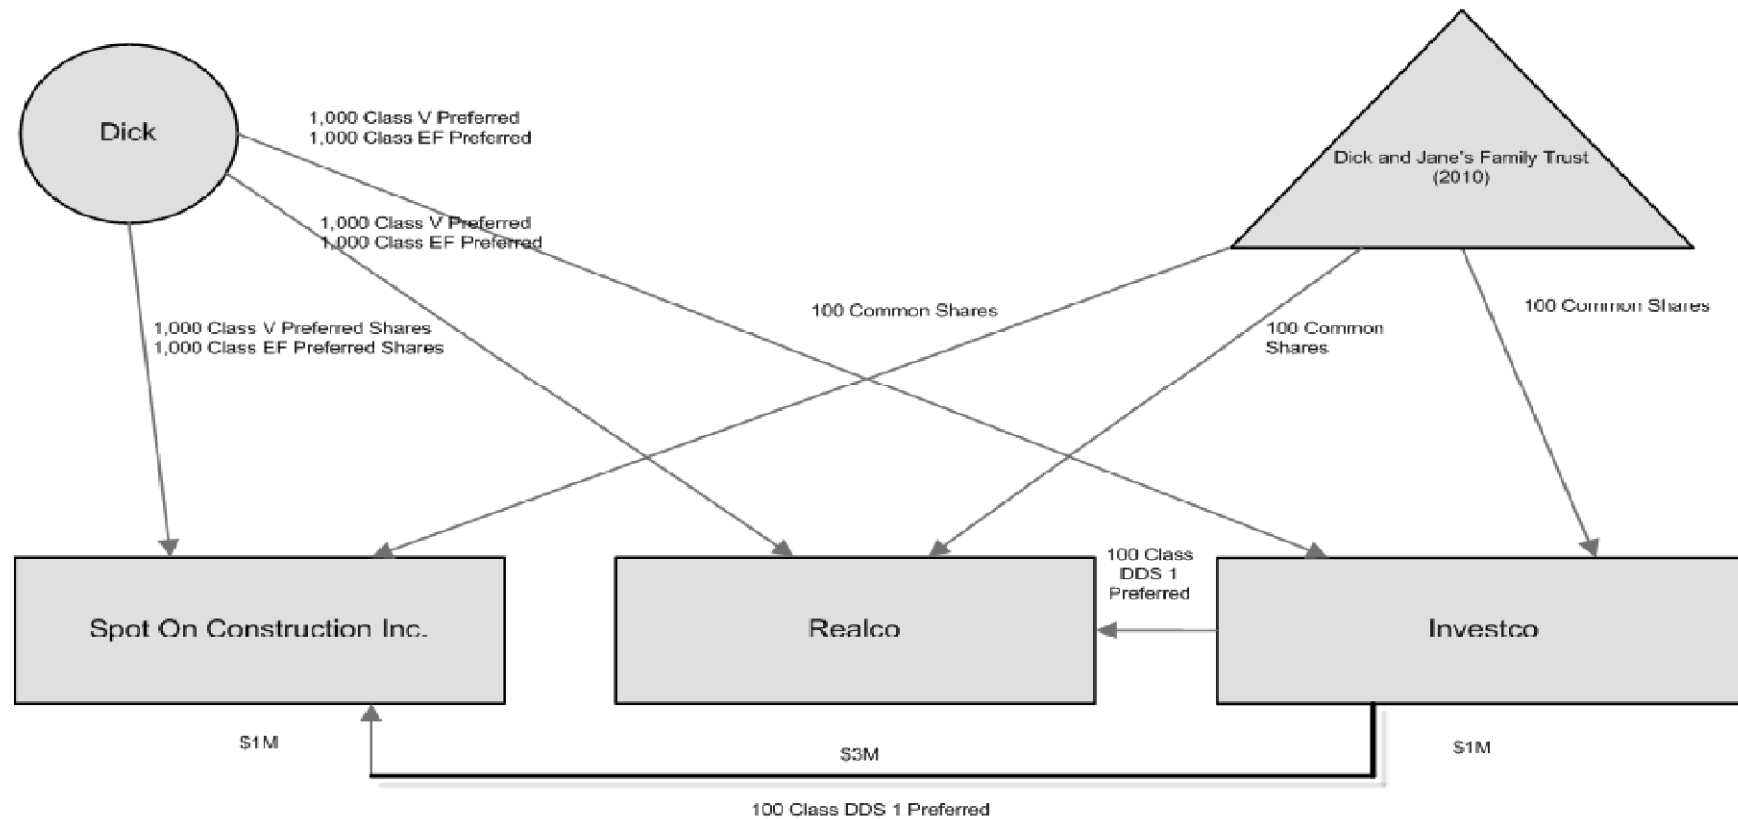 1,000 Class V Preferred
1,000 Class EF Preferred
Dick
Dick and Jane's Family Trust
(2010)
1,000 Class V Preferred
1,000 Class EF Preferred
100 Common Shares
100 Common Shares
1,000 Class V Preferred Shares
1,000 Class EF Preferred Shares
100 Common
Shares
100 Class
DDS 1
Preferred
Spot On Construction Inc.
Realco
Investco
$1M
$3M
$1M
100 Class DDS 1 Preferred